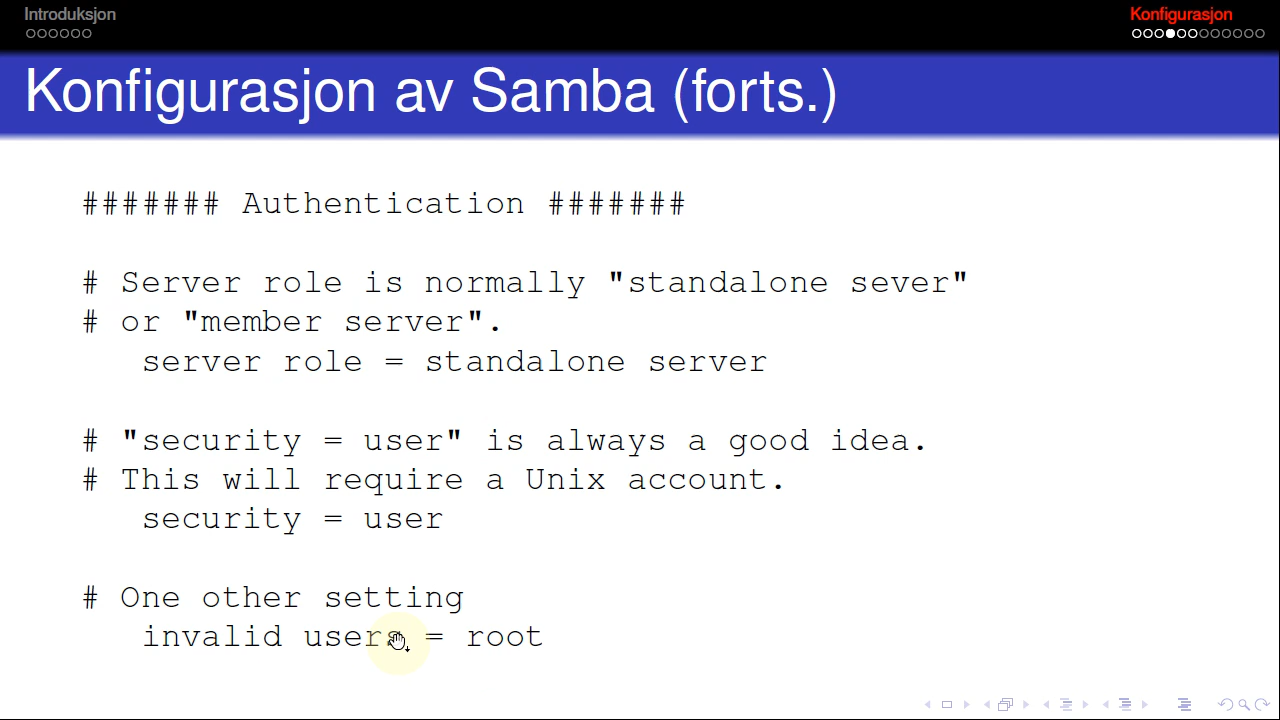 Introduksjon
Konfigurasjon
Konfigurasjon av Samba (forts.)
####### Authentication #######
# Server role is normally "standalone sever"
# or "member server".
server role = standalone server
# "security = user" is always a good idea.
# This will require a Unix account.
security = user
# One other setting
invalid users = root